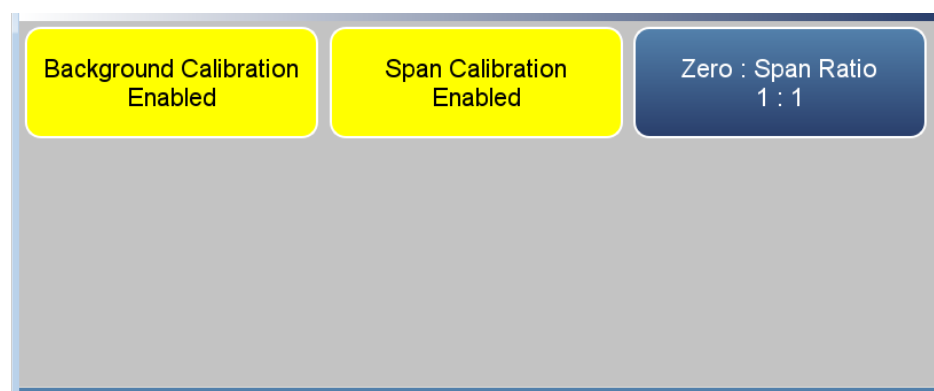 Background Calibration
Enabled
Span Calibration
Enabled
Zero : Span Ratio
1 : 1